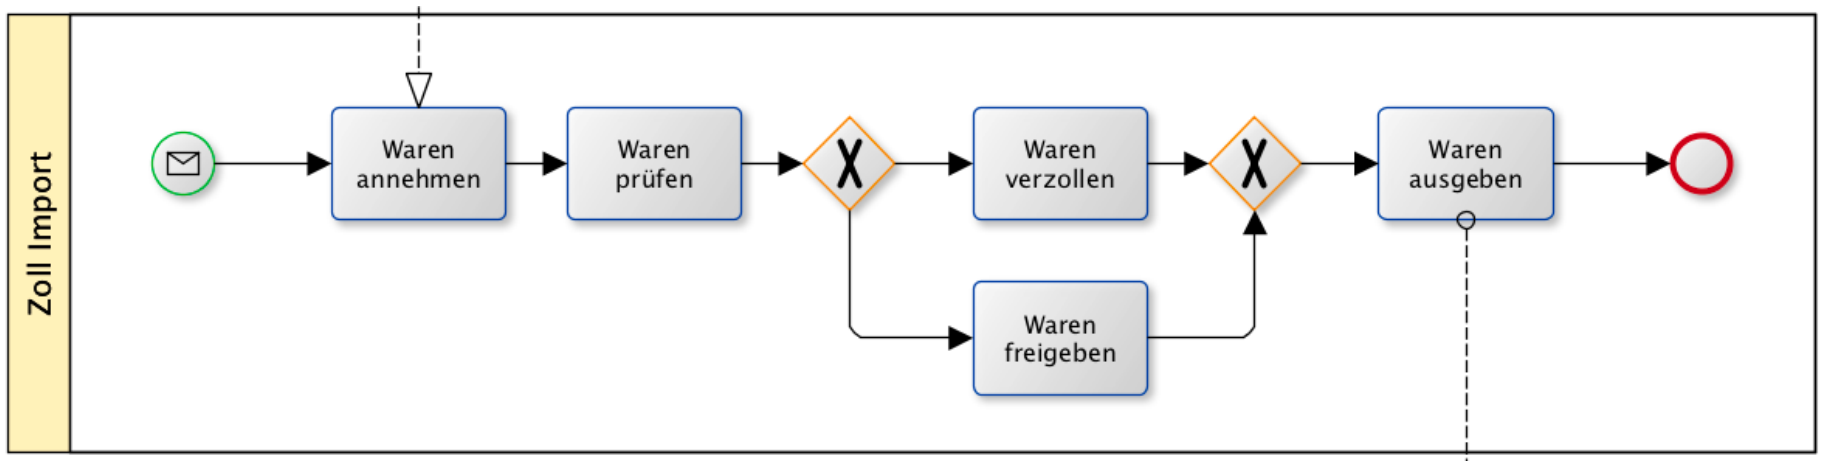 Zoll Import
Waren
annehmen
Waren
prüfen
Waren
verzollen
Waren
ausgeben
Waren
freigeben